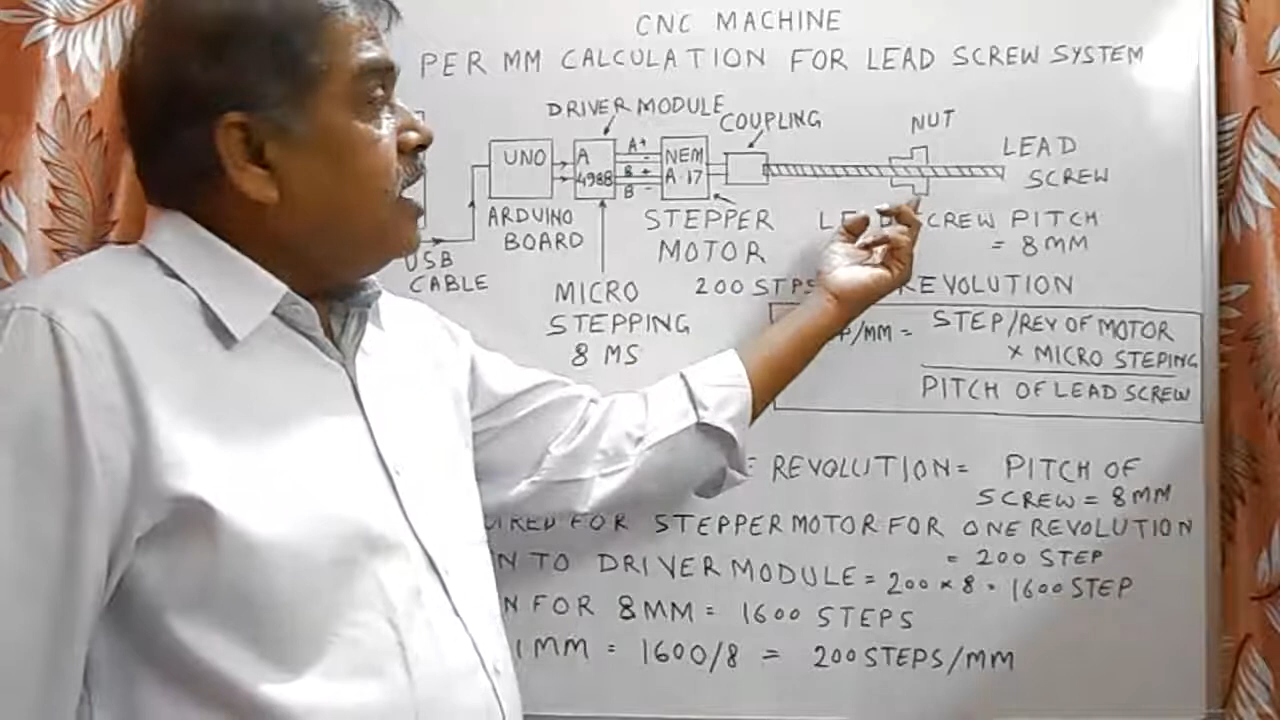 CNC MACHINE
PER MM CALCULATION FOR LEAD SCREW SYSTEM
DRIVER MODULE
COUPLING
NUT
LEAD
SCREW
UNO
A
4988
A+
-
B +
B -
NEM
A-17
ARDUINO
BOARD
STEPPER
MOTOR
SCREW PITCH
= 8MM
USB
CABLE
MICRO
STEPPING
8 MS
200 STPS REVOLUTION
/MM = STEP/REV OF MOTOR
× MICRO STEPING
PITCH OF LEAD SCREW
REVOLUTION = PITCH OF
SCREW = 8MM
FOR STEPPER MOTOR FOR ONE REVOLUTION
= 200 STEP
TO DRIVER MODULE = 200 × 8 = 1600 STEP
FOR 8MM = 1600 STEPS
1MM = 1600/8 = 200 STEPS/MM